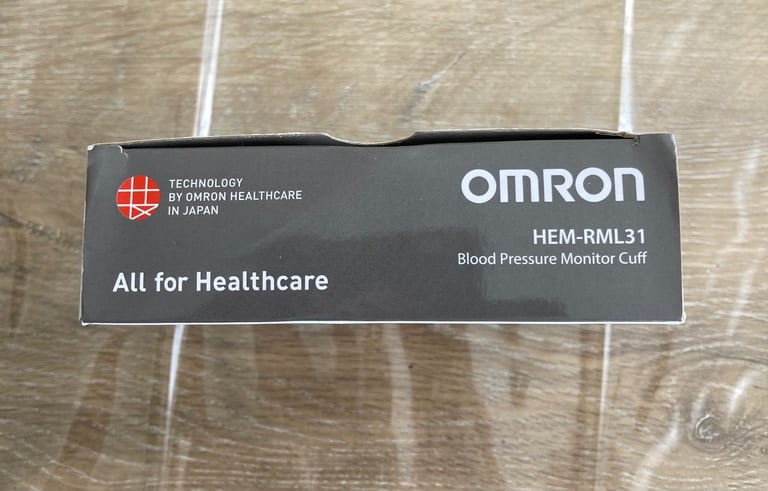 TECHNOLOGY
BY OMRON HEALTHCARE
IN JAPAN
All for Healthcare
OMRON
HEM-RML31
Blood Pressure Monitor Cuff